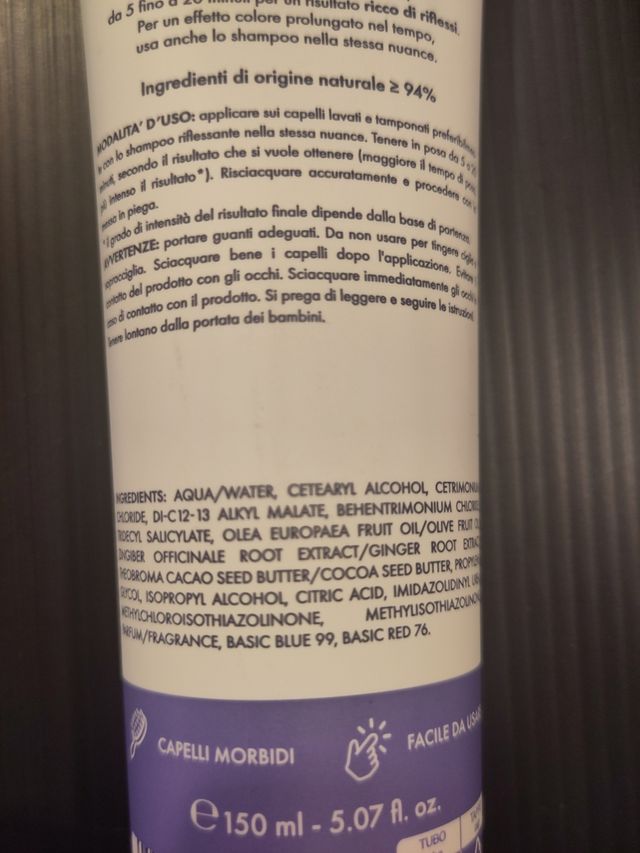 da 5 fino a 20 minuti per un risultato ricco di riflessi.
Per un effetto colore prolungato nel tempo,
usa anche lo shampoo nella stessa nuance.
Ingredienti di origine naturale ≥ 94%
MODALITA' D'USO: applicare sui capelli lavati e tamponati
con lo shampoo riflessante nella stessa nuance. Tenere in posa da 5 a
secondo il risultato che si vuole ottenere (maggiore il tempo di
più intenso il risultato*). Risciacquare accuratamente e procedere con
messa in piega.
*Il grado di intensità del risultato finale dipende dalla base di partenza.
AVVERTENZE: portare guanti adeguati. Da non usare per tingere ciglia
sopracciglia. Sciacquare bene i capelli dopo l'applicazione. Evitare
contatto del prodotto con gli occhi. Sciacquare immediatamente gli occhi
caso di contatto con il prodotto. Si prega di leggere e seguire le istruzioni.
Tenere lontano dalla portata dei bambini.
INGREDIENTS: AQUA/WATER, CETEARYL ALCOHOL, CETRIMONIUM
CHLORIDE, DI-C12-13 ALKYL MALATE, BEHENTRIMONIUM CHLORIDE,
TRIDECYL SALICYLATE, OLEA EUROPAEA FRUIT OIL/OLIVE FRUIT
ZINGIBER OFFICINALE ROOT EXTRACT/GINGER ROOT EXTRACT,
THEOBROMA CACAO SEED BUTTER/COCOA SEED BUTTER, PROPYLENE
GLYCOL, ISOPROPYL ALCOHOL, CITRIC ACID, IMIDAZOLIDINYL UREA,
METHYLCHLOROISOTHIAZOLINONE, METHYLISOTHIAZOLINONE,
PARFUM/FRAGRANCE, BASIC BLUE 99, BASIC RED 76.
CAPELLI MORBIDI
FACILE DA USARE
℮ 150 ml - 5.07 fl. oz.
TUBO